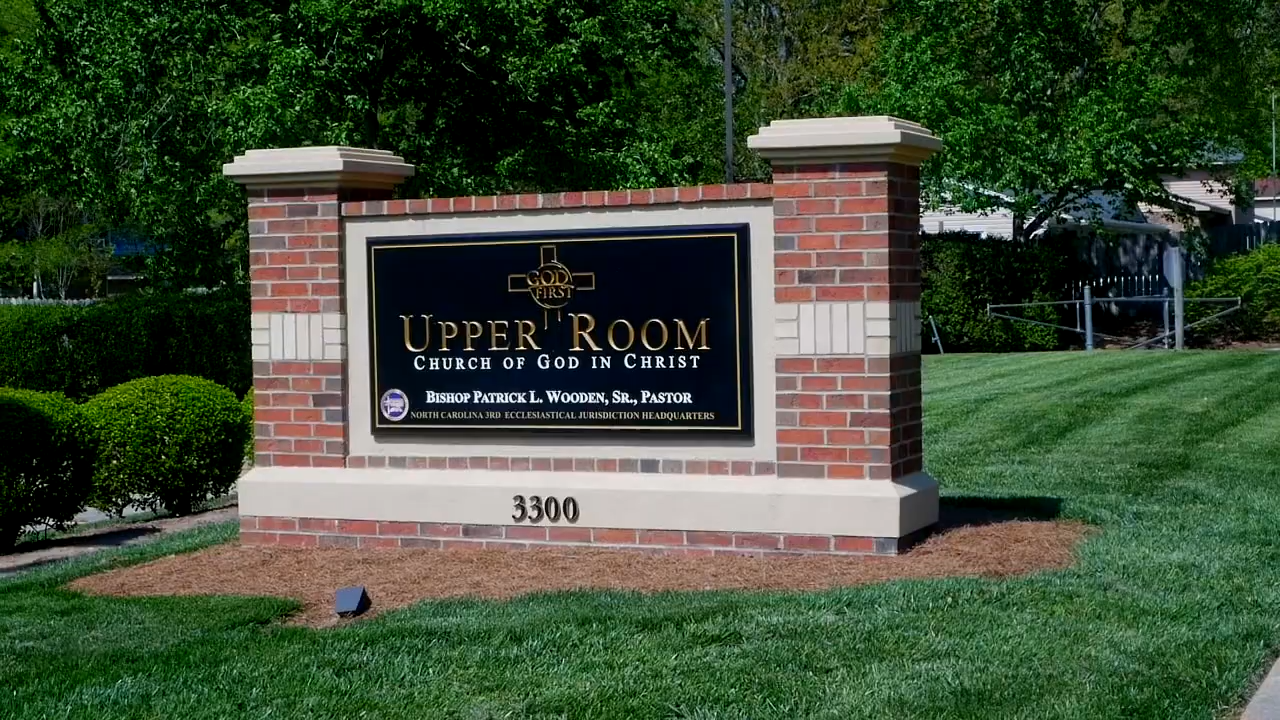 GOD
FIRST
UPPER ROOM
CHURCH OF GOD IN CHRIST
BISHOP PATRICK L. WOODEN, SR., PASTOR
NORTH CAROLINA 3RD ECCLESIASTICAL JURISDICTION HEADQUARTERS
3300